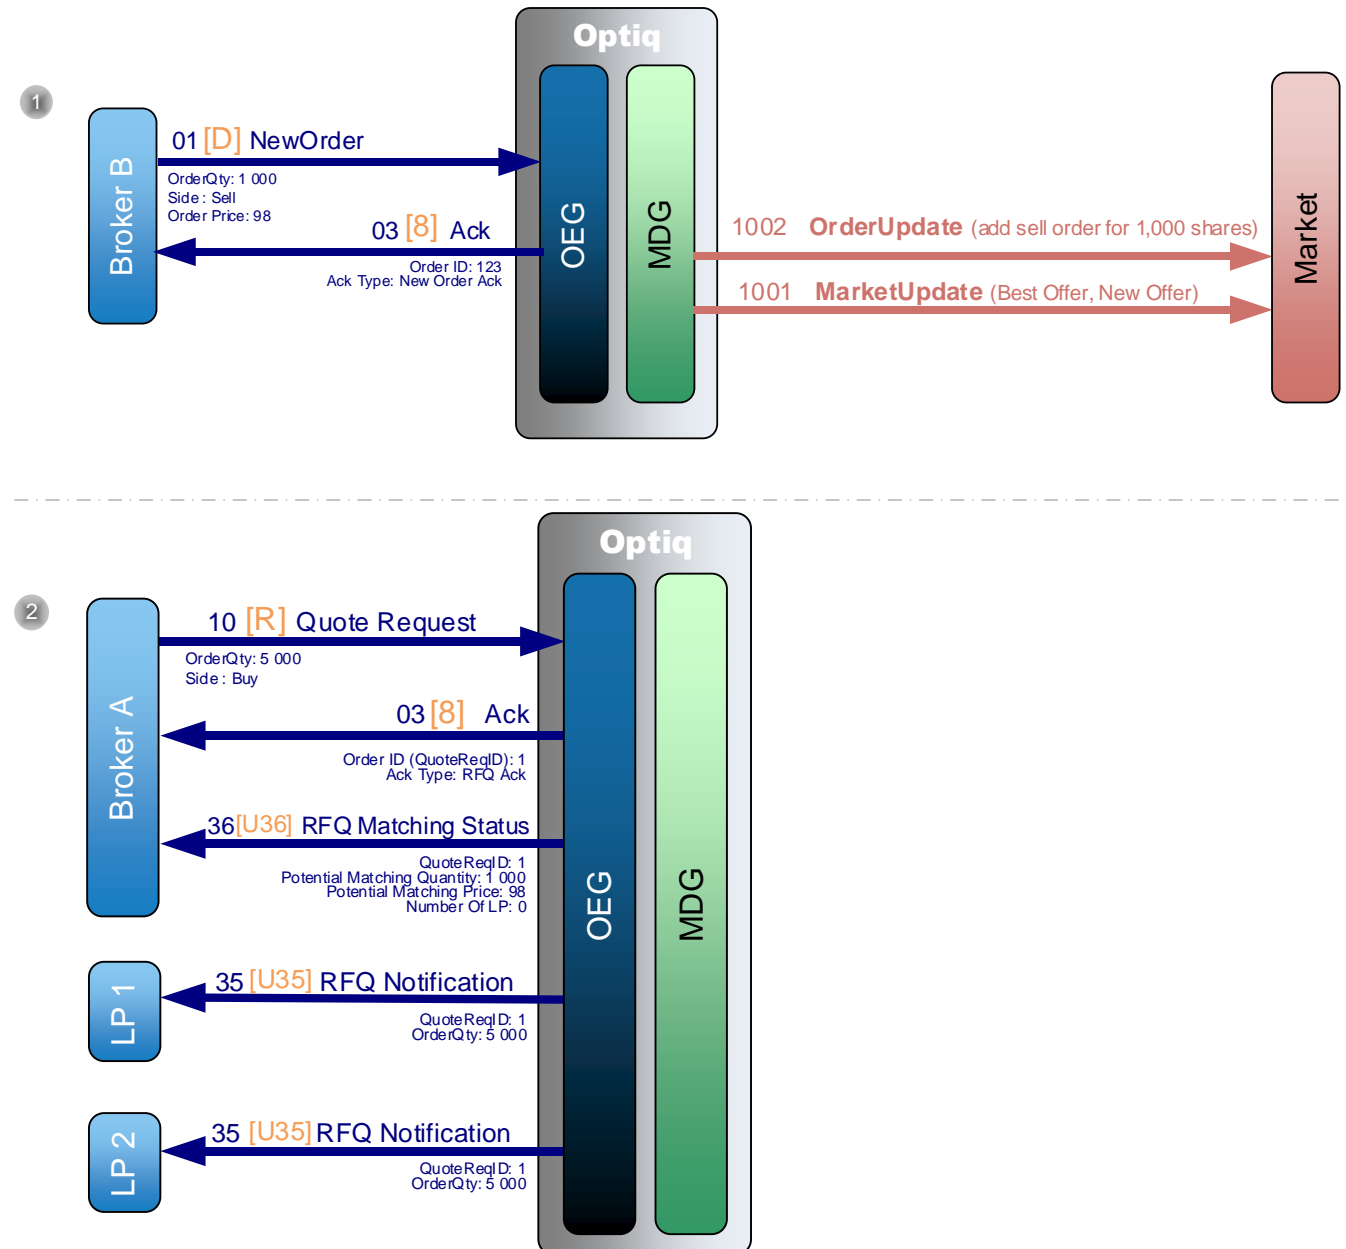 Optiq
1
01 [D] NewOrder
OrderQty: 1 000
Side : Sell
Order Price: 98
03 [8] Ack
Order ID: 123
Ack Type: New Order Ack
Broker B
OEG
MDG
1002 OrderUpdate (add sell order for 1,000 shares)
1001 MarketUpdate (Best Offer, New Offer)
Market
Optiq
2
10 [R] Quote Request
OrderQty: 5 000
Side : Buy
03 [8] Ack
Order ID (QuoteReqID): 1
Ack Type: RFQ Ack
Broker A
36 [U36] RFQ Matching Status
QuoteReqID: 1
Potential Matching Quantity: 1 000
Potential Matching Price: 98
Number Of LP: 0
OEG
MDG
35 [U35] RFQ Notification
QuoteReqID: 1
OrderQty: 5 000
LP 1
35 [U35] RFQ Notification
QuoteReqID: 1
OrderQty: 5 000
LP 2